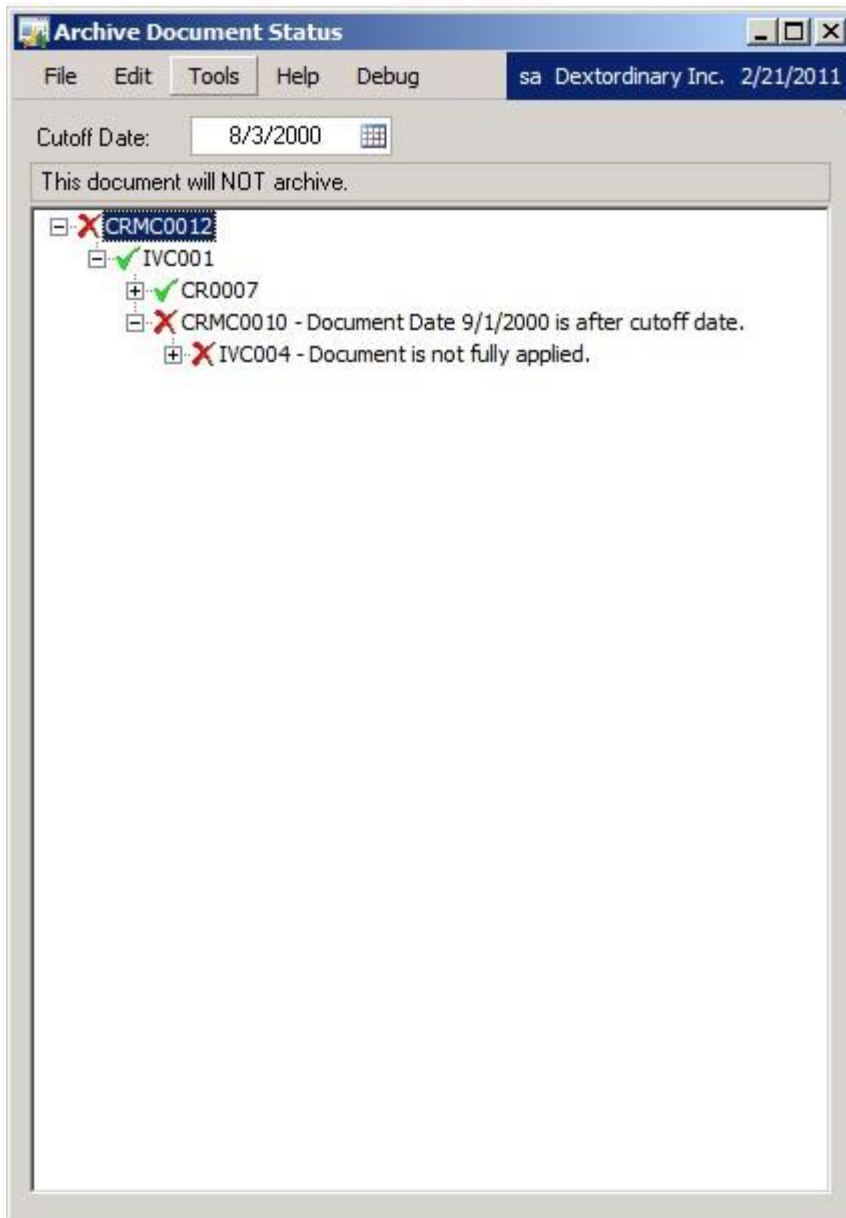 Archive Document Status
File Edit Tools Help Debug sa Dextordinary Inc. 2/21/2011
Cutoff Date: 8/3/2000
This document will NOT archive.
CRMC0012
IVC001
CR0007
CRMC0010 - Document Date 9/1/2000 is after cutoff date.
IVC004 - Document is not fully applied.